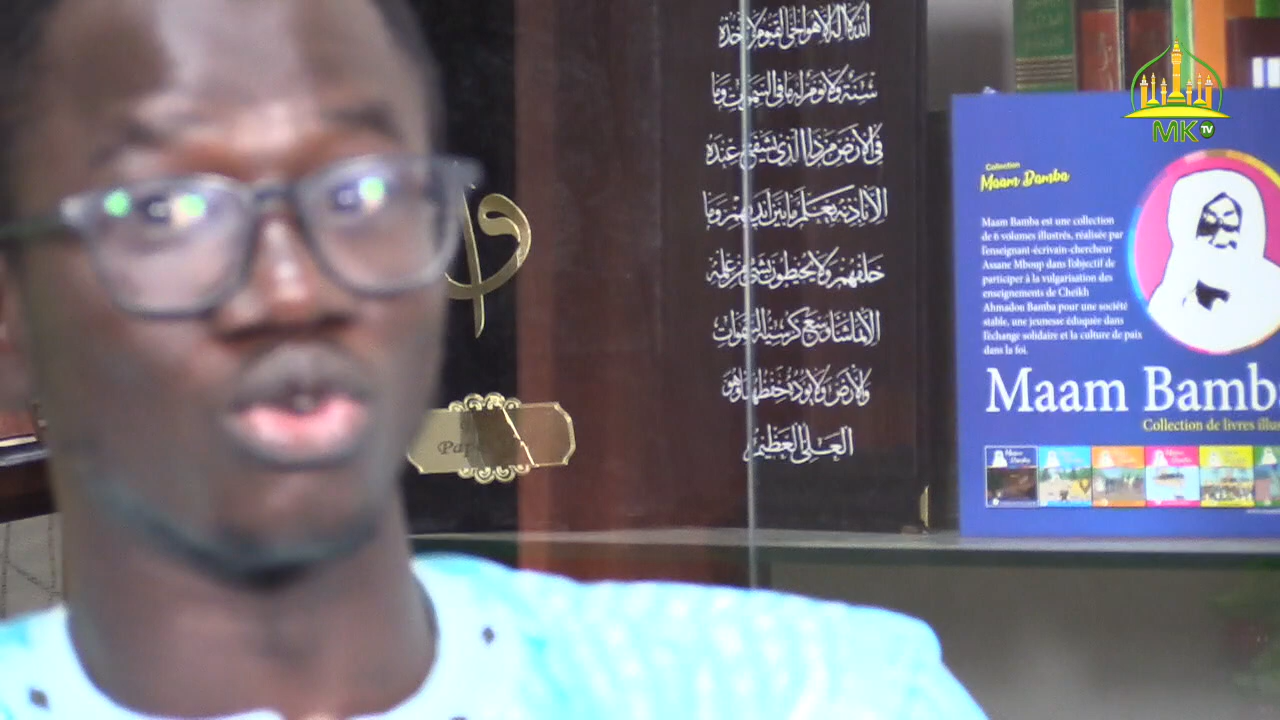 الله لا إله إلا هو الحي القيوم لا تأخذه
سنة ولا نوم له ما في السموت وما
في الأرض من ذا الذي يشفع عنده
إلا بإذنه يعلم ما بين أيديهم وما
خلفهم ولا يحيطون بشيء من علمه
إلا بما شاء وسع كرسيه السموات
والأرض ولا يؤده حفظهما وهو
العلي العظيم
MK TV
Collection
Maam Bamba
Maam Bamba est une collection
de 6 volumes illustrés, réalisée par
l'enseignant-écrivain-chercheur
Assane Mboup dans l'objectif de
participer à la vulgarisation des
enseignements de Cheikh
Ahmadou Bamba pour une société
stable, une jeunesse éduquée dans
l'échange solidaire et la culture de paix
dans la foi.
Maam Bamb
Collection de livres illus